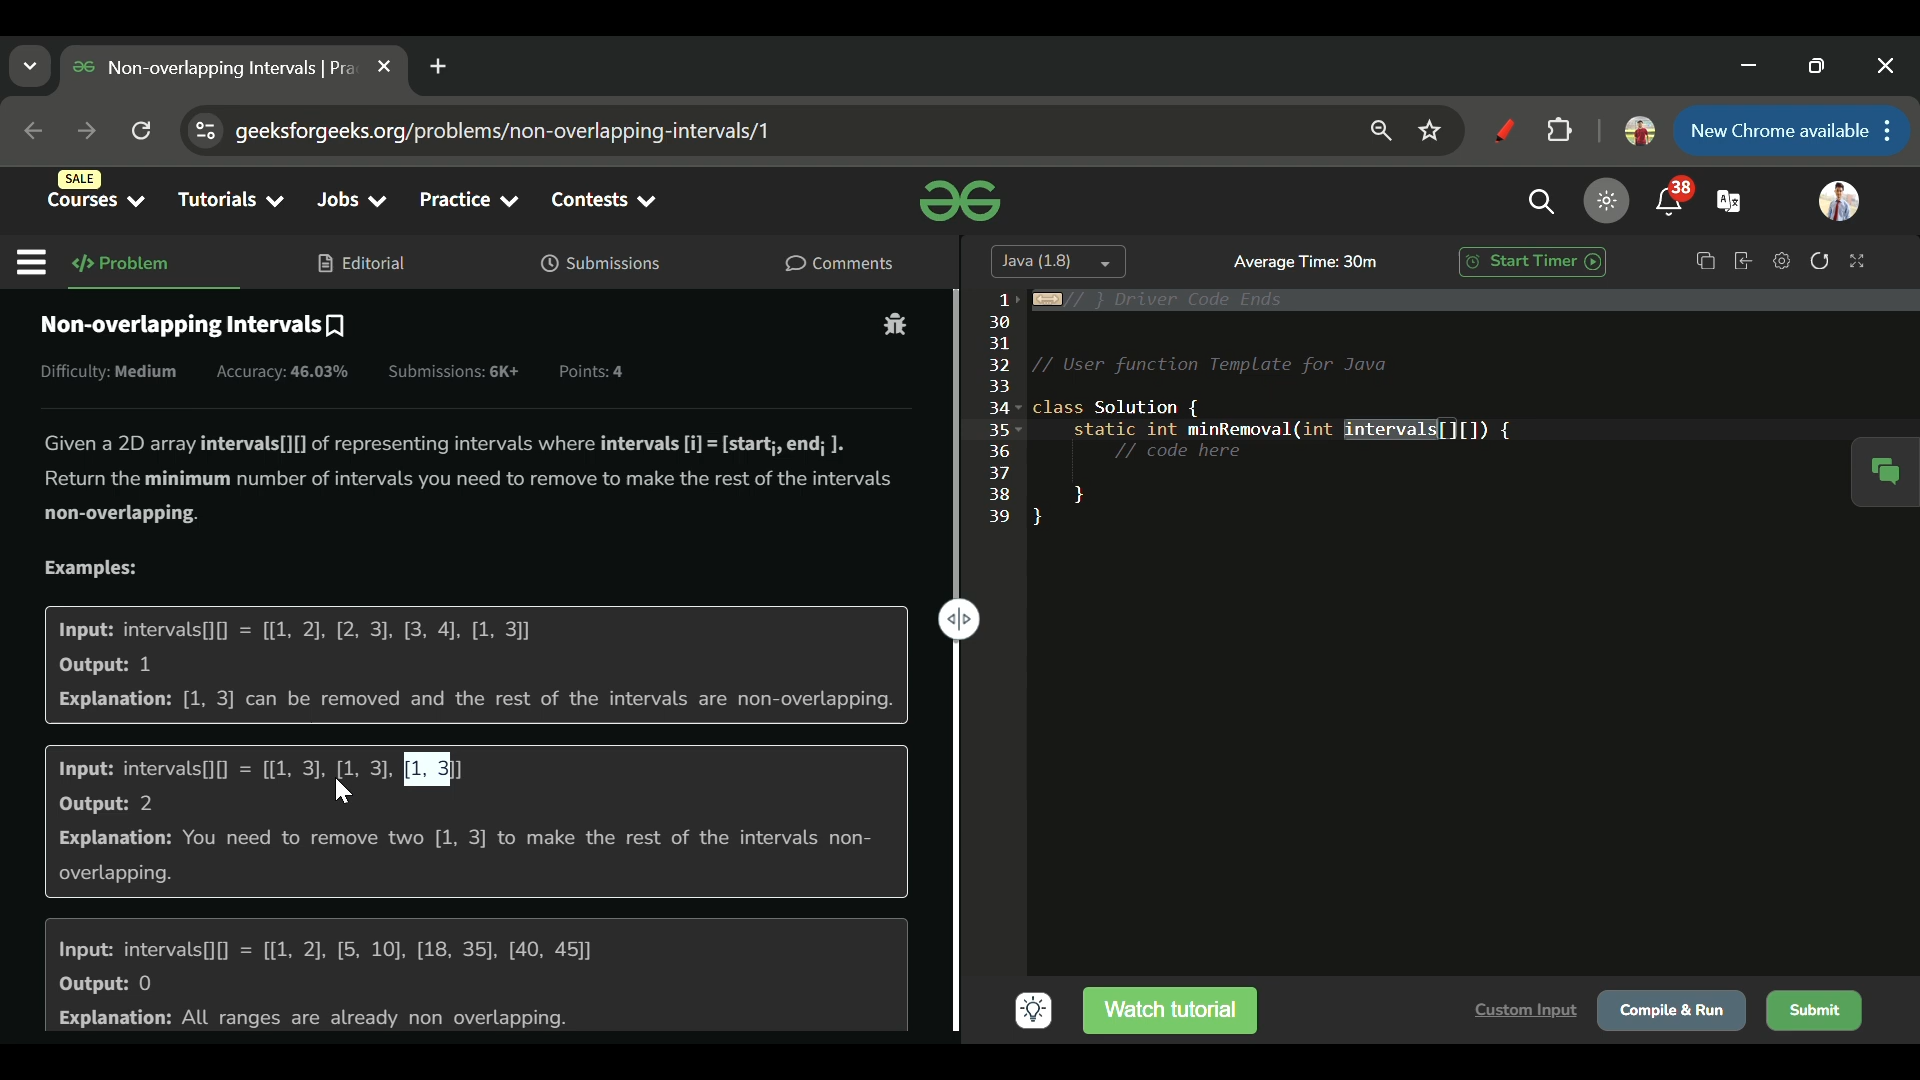 Non-overlapping Intervals | Pra
geeksforgeeks.org/problems/non-overlapping-intervals/1
New Chrome available
SALE
Courses Tutorials Jobs Practice Contests
38
</> Problem Editorial Submissions Comments
Java (1.8) Average Time: 30m Start Timer
Non-overlapping Intervals
Difficulty: Medium Accuracy: 46.03% Submissions: 6K+ Points: 4
Given a 2D array intervals[][] of representing intervals where intervals [i] = [startᵢ, endᵢ ].
Return the minimum number of intervals you need to remove to make the rest of the intervals
non-overlapping.
Examples:
Input: intervals[][] = [[1, 2], [2, 3], [3, 4], [1, 3]]
Output: 1
Explanation: [1, 3] can be removed and the rest of the intervals are non-overlapping.
Input: intervals[][] = [[1, 3], [1, 3], [1, 3]]
Output: 2
Explanation: You need to remove two [1, 3] to make the rest of the intervals non-
overlapping.
Input: intervals[][] = [[1, 2], [5, 10], [18, 35], [40, 45]]
Output: 0
Explanation: All ranges are already non overlapping.
1 // } Driver Code Ends
30
31
32 // User function Template for Java
33
34 class Solution {
35 static int minRemoval(int intervals[][]) {
36 // code here
37
38 }
39 }
Watch tutorial Custom Input Compile & Run Submit